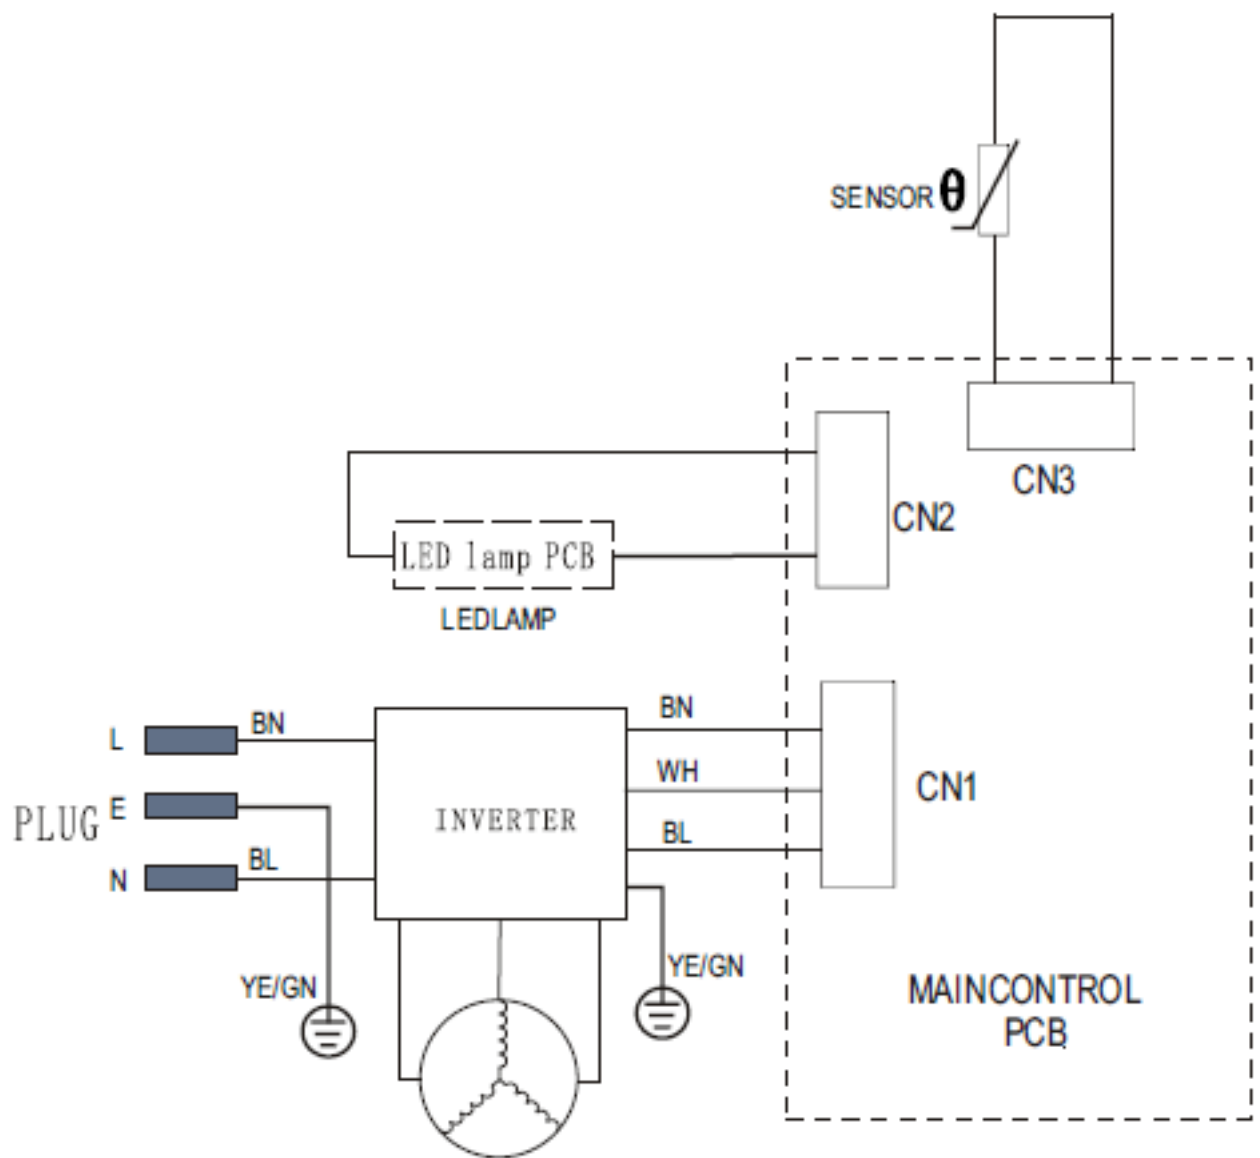 SENSOR θ
CN3
CN2
LED lamp PCB
LEDLAMP
BN
BN
L
WH
CN1
PLUG
E
INVERTER
BL
BL
N
YE/GN
YE/GN
MAINCONTROL
PCB